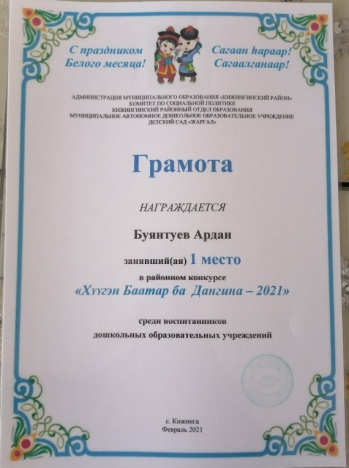 С праздником Сагаан һараар!
Белого месяца! Сагаалганаар!
АДМИНИСТРАЦИЯ МУНИЦИПАЛЬНОГО ОБРАЗОВАНИЯ «КИЖИНГИНСКИЙ РАЙОН»
КОМИТЕТ ПО СОЦИАЛЬНОЙ ПОЛИТИКЕ
КИЖИНГИНСКИЙ РАЙОННЫЙ ОТДЕЛ ОБРАЗОВАНИЯ
МУНИЦИПАЛЬНОЕ АВТОНОМНОЕ ДОШКОЛЬНОЕ ОБРАЗОВАТЕЛЬНОЕ УЧРЕЖДЕНИЕ
ДЕТСКИЙ САД «ЖАРГАЛ»
Грамота
НАГРАЖДАЕТСЯ
Буянтуев Ардан
занявший(ая) 1 место
в районном конкурсе
«Хүүгэн Баатар ба Дангина – 2021»
среди воспитанников
дошкольных образовательных учреждений
с. Кижинга
Февраль 2021